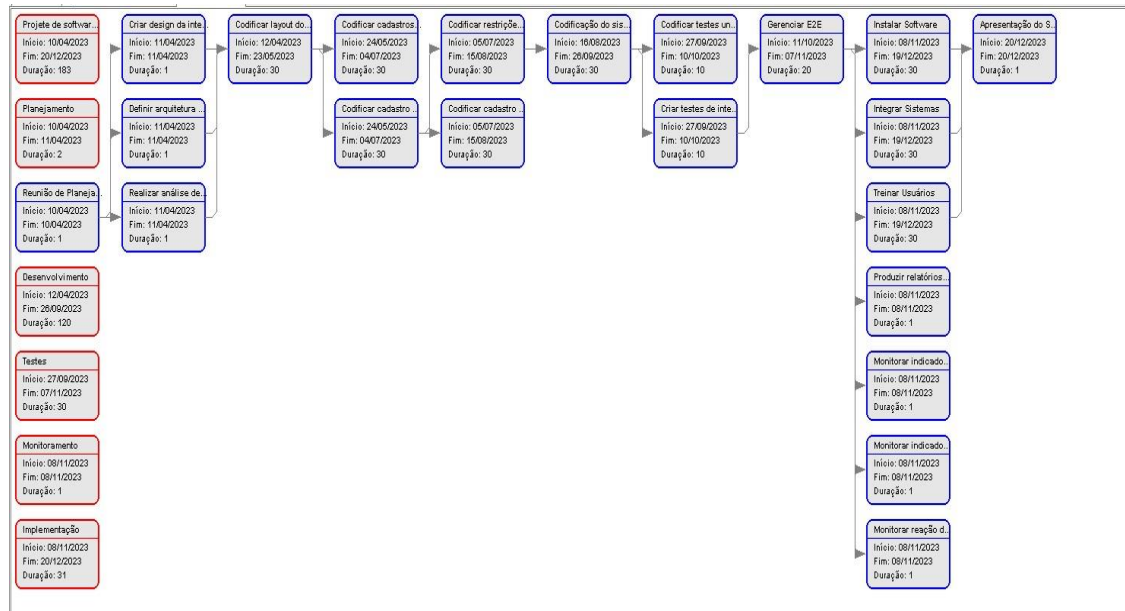 Projete de softwar...
Início: 10/04/2023
Fim: 20/12/2023
Duração: 183
Criar design da inte...
Início: 11/04/2023
Fim: 11/04/2023
Duração: 1
Codificar layout do...
Início: 12/04/2023
Fim: 23/05/2023
Duração: 30
Codificar cadastros...
Início: 24/05/2023
Fim: 04/07/2023
Duração: 30
Codificar restriçõe...
Início: 05/07/2023
Fim: 15/08/2023
Duração: 30
Codificação do sis...
Início: 16/08/2023
Fim: 26/09/2023
Duração: 30
Codificar testes un...
Início: 27/09/2023
Fim: 10/10/2023
Duração: 10
Gerenciar E2E
Início: 11/10/2023
Fim: 07/11/2023
Duração: 20
Instalar Software
Início: 08/11/2023
Fim: 19/12/2023
Duração: 30
Apresentação do S...
Início: 20/12/2023
Fim: 20/12/2023
Duração: 1
Planejamento
Início: 10/04/2023
Fim: 11/04/2023
Duração: 2
Definir arquitetura ...
Início: 11/04/2023
Fim: 11/04/2023
Duração: 1
Codificar cadastro ...
Início: 24/05/2023
Fim: 04/07/2023
Duração: 30
Codificar cadastro ...
Início: 05/07/2023
Fim: 15/08/2023
Duração: 30
Criar testes de inte...
Início: 27/09/2023
Fim: 10/10/2023
Duração: 10
Integrar Sistemas
Início: 08/11/2023
Fim: 19/12/2023
Duração: 30
Reunião de Planeja...
Início: 10/04/2023
Fim: 10/04/2023
Duração: 1
Realizar análise de...
Início: 11/04/2023
Fim: 11/04/2023
Duração: 1
Treinar Usuários
Início: 08/11/2023
Fim: 19/12/2023
Duração: 30
Desenvolvimento
Início: 12/04/2023
Fim: 26/09/2023
Duração: 120
Produzir relatórios...
Início: 08/11/2023
Fim: 08/11/2023
Duração: 1
Testes
Início: 27/09/2023
Fim: 07/11/2023
Duração: 30
Monitorar indicado...
Início: 08/11/2023
Fim: 08/11/2023
Duração: 1
Monitoramento
Início: 08/11/2023
Fim: 08/11/2023
Duração: 1
Monitorar indicado...
Início: 08/11/2023
Fim: 08/11/2023
Duração: 1
Implementação
Início: 08/11/2023
Fim: 20/12/2023
Duração: 31
Monitorar reação d...
Início: 08/11/2023
Fim: 08/11/2023
Duração: 1